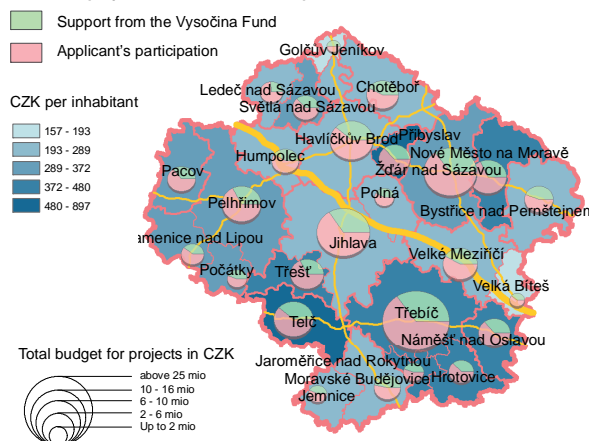 Support from the Vysočina Fund
Applicant's participation
CZK per inhabitant
157 - 193
193 - 289
289 - 372
372 - 480
480 - 897
Golčův Jeníkov
Ledeč nad Sázavou
Chotěboř
Světlá nad Sázavou
Havlíčkův Brod
Přibyslav
Humpolec
Nové Město na Moravě
Žďár nad Sázavou
Pacov
Polná
Pelhřimov
Bystřice nad Pernštejnem
amenice nad Lipou
Jihlava
Velké Meziříčí
Počátky
Třešť
Velká Bíteš
Telč
Třebíč
Náměšť nad Oslavou
Jaroměřice nad Rokytnou
Moravské Budějovice
Hrotovice
Jemnice
Total budget for projects in CZK
above 25 mio
10 - 16 mio
6 - 10 mio
2 - 6 mio
Up to 2 mio